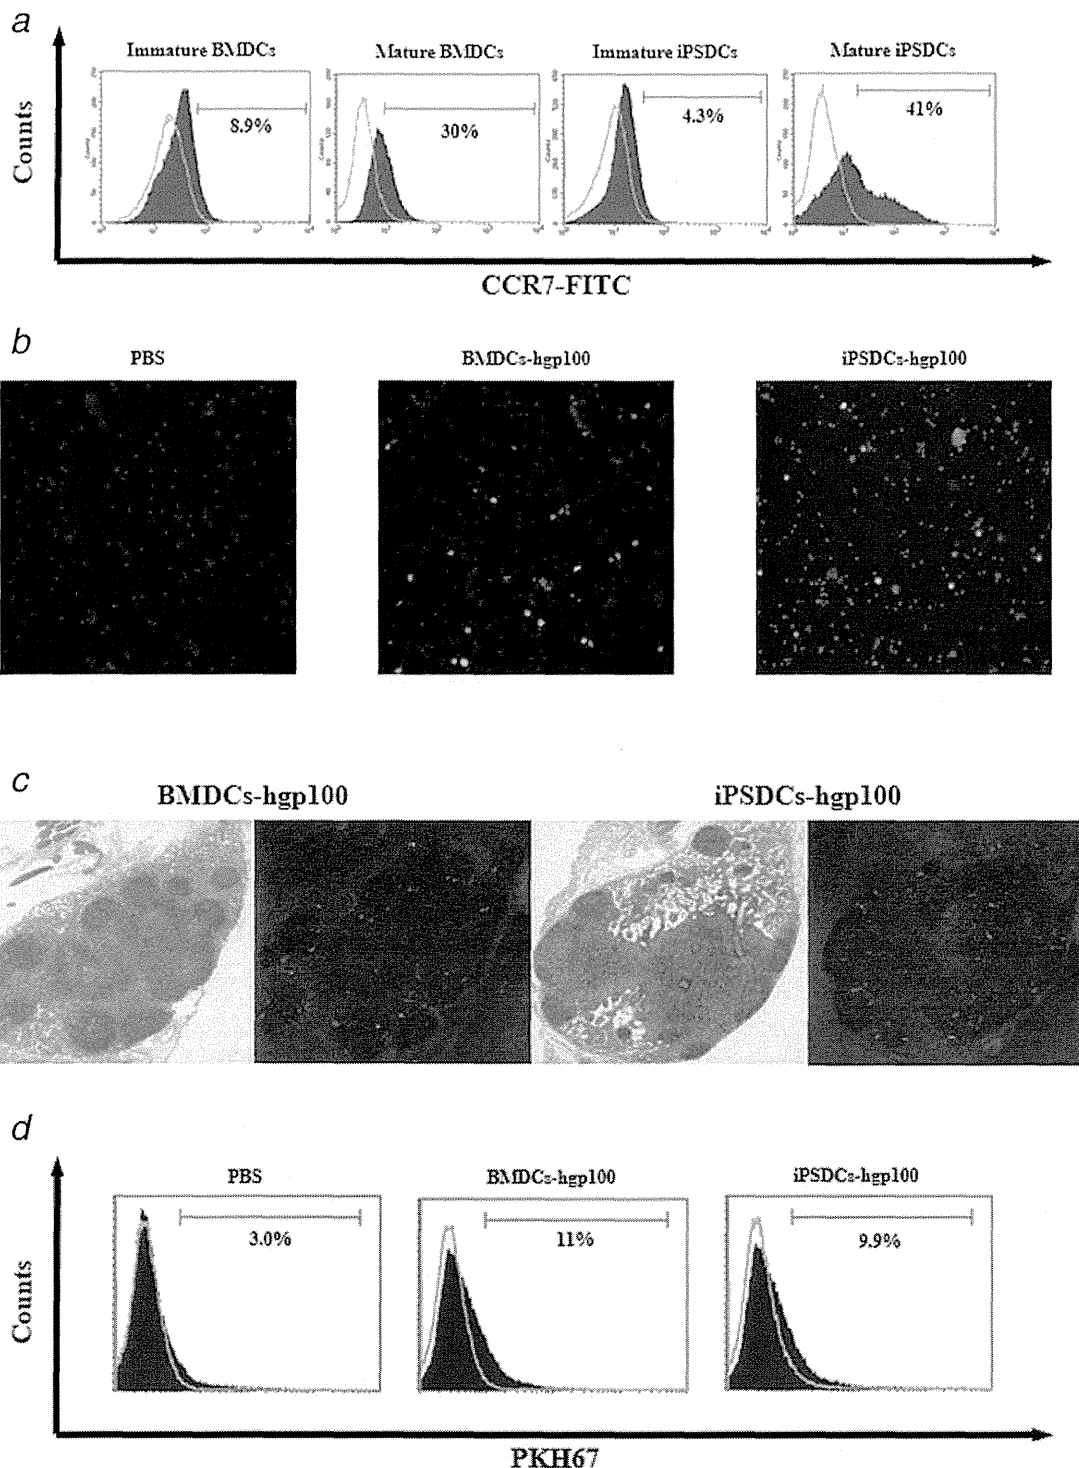 a
Immature BMDCs
Mature BMDCs
Immature iPSDCs
Mature iPSDCs
8.9%
30%
4.3%
41%
Counts
CCR7-FITC
b
PBS
BMDCs-hgp100
iPSDCs-hgp100
c
BMDCs-hgp100
iPSDCs-hgp100
d
PBS
BMDCs-hgp100
iPSDCs-hgp100
3.0%
11%
9.9%
Counts
PKH67